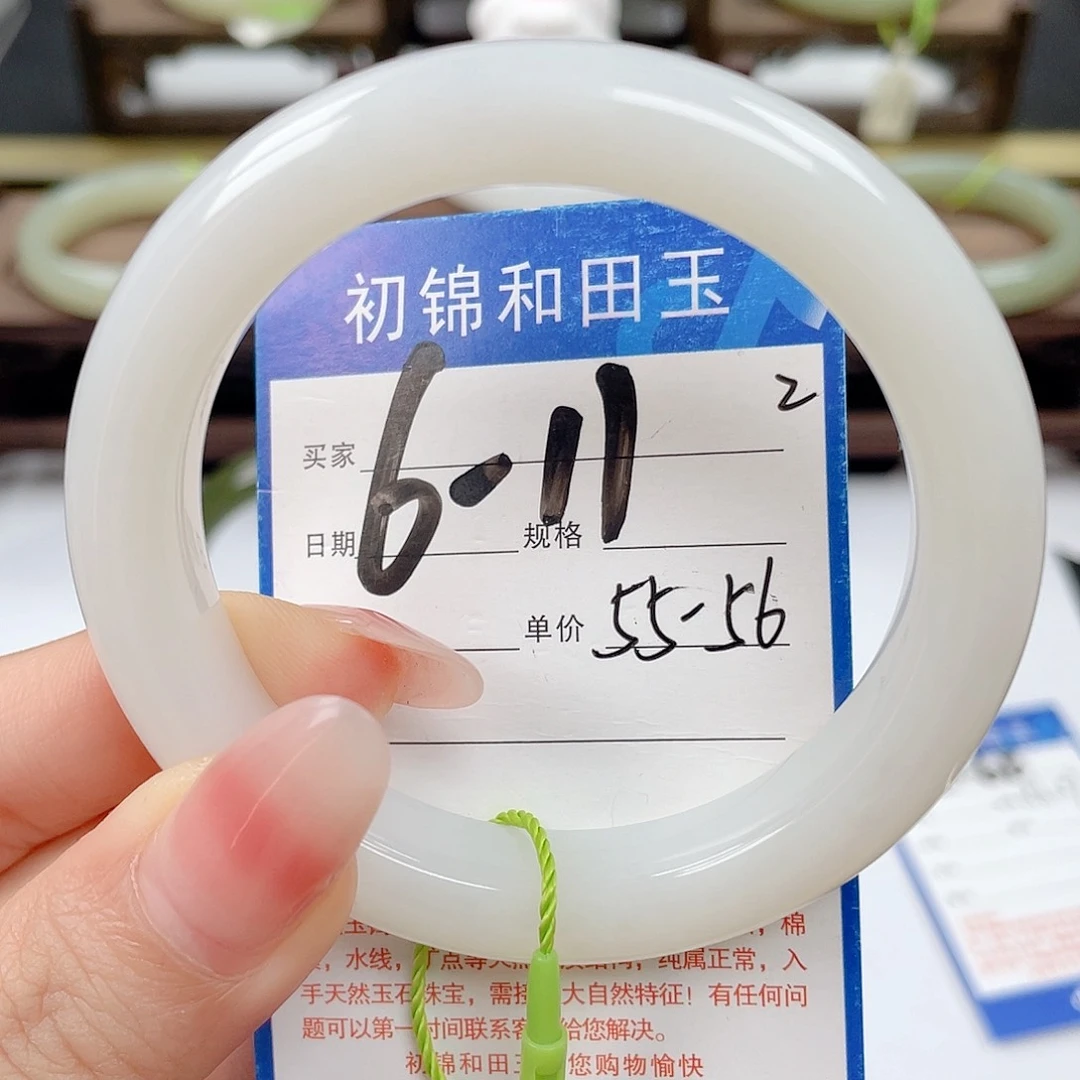 初锦和田玉
2
买家
6-11
日期
规格
单价 55-56
棉
,水线,
点等
纯属正常,入
手天然玉石珠宝,需接
大自然特征!有任何问
题可以第一时间联系客
给您解决。
初锦和田
您购物愉快